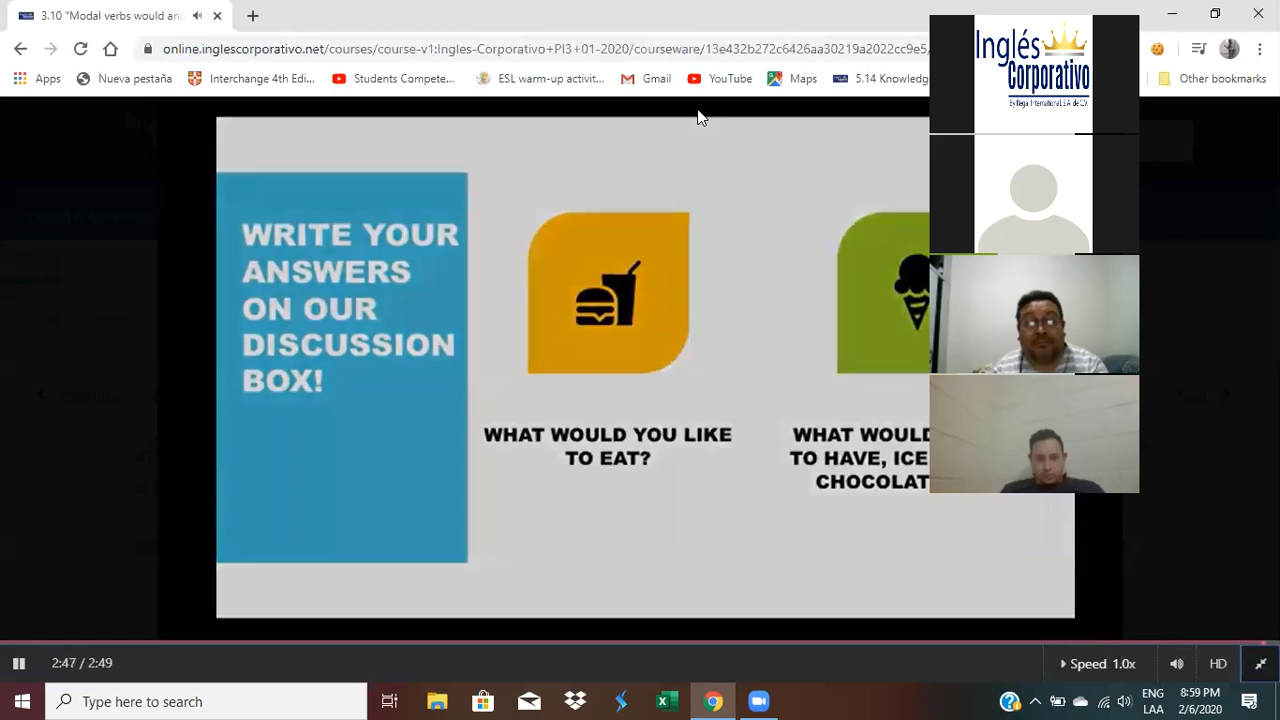 3.10 "Modal verbs would an
online.inglescorporativo.net/courses/course-v1:Ingles-Corporativo+PI3+01-2020/courseware/13e432b272c6426aa30219a2022cc9e5/
Apps
Nueva pestaña
Interchange 4th Edi...
Students Compete...
ESL warm-up activit...
Gmail
YouTube
Maps
5.14 Knowledg
Other bookmarks
Inglés
Corporativo
By Regal International, S.A. de C.V.
WRITE YOUR
ANSWERS
ON OUR
DISCUSSION
BOX!
WHAT WOULD YOU LIKE
TO EAT?
WHAT WOULD
TO HAVE, ICE
CHOCOLAT
2:47 / 2:49
Speed 1.0x
HD
Type here to search
ENG
LAA
8:59 PM
2/6/2020